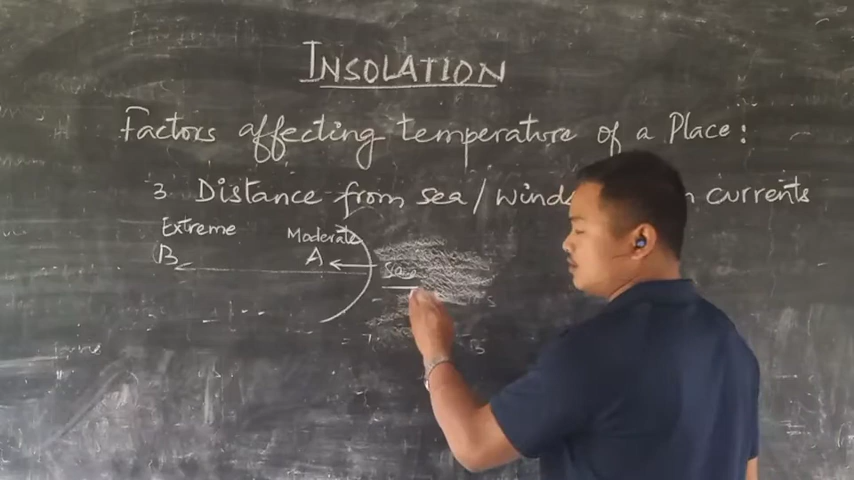 INSOLATION
Factors affecting temperature of a Place:
3 Distance from sea/winds currents
Extreme Moderate
B A Sea